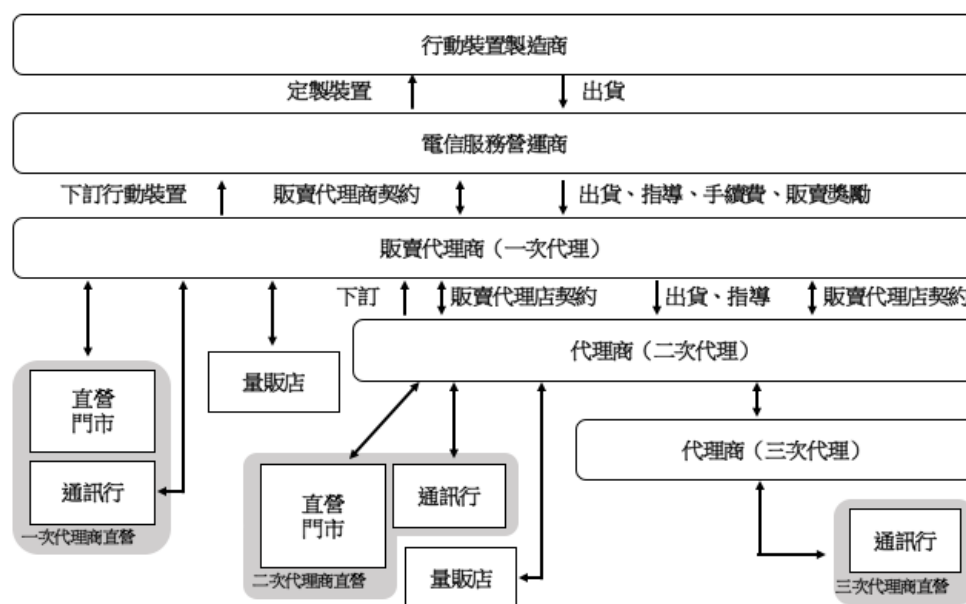 行動裝置製造商
定製裝置
出貨
電信服務營運商
下訂行動裝置
販賣代理商契約
出貨、指導、手續費、販賣獎勵
販賣代理商（一次代理）
下訂
販賣代理店契約
出貨、指導
販賣代理店契約
代理商（二次代理）
直營
門市
量販店
代理商（三次代理）
通訊行
一次代理商直營
直營
門市
通訊行
二次代理商直營
量販店
通訊行
三次代理商直營